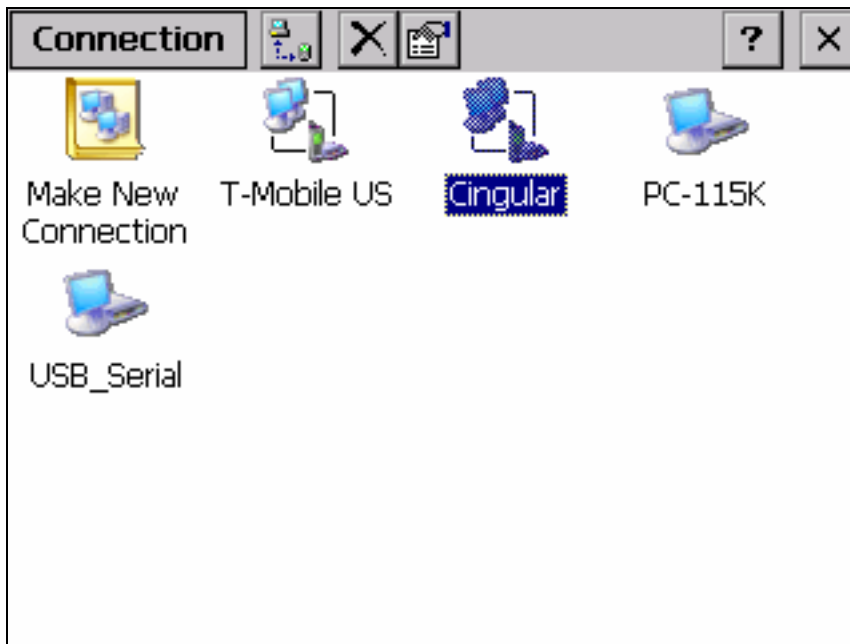 Connection
?
Make New
Connection
T-Mobile US
Cingular
PC-115K
USB_Serial